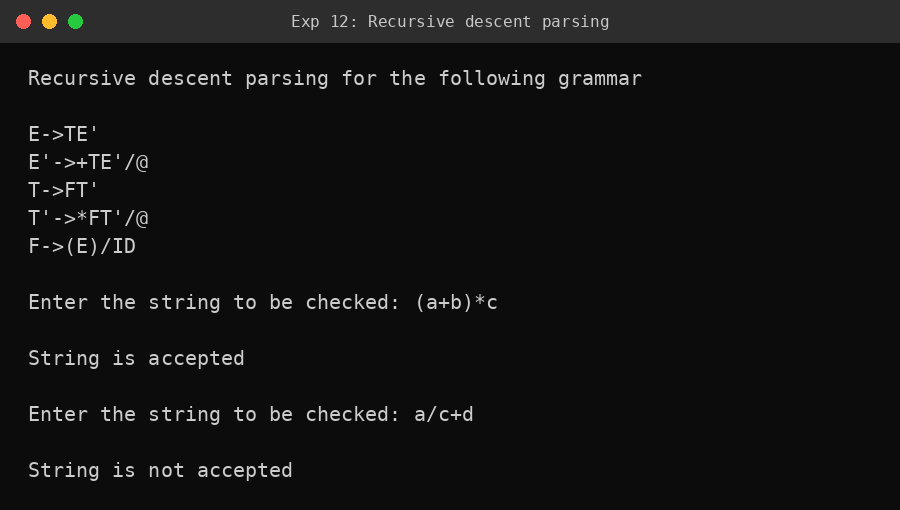 Exp 12: Recursive descent parsing
Recursive descent parsing for the following grammar
E->TE'
E'->+TE'/@
T->FT'
T'->*FT'/@
F->(E)/ID
Enter the string to be checked: (a+b)*c
String is accepted
Enter the string to be checked: a/c+d
String is not accepted